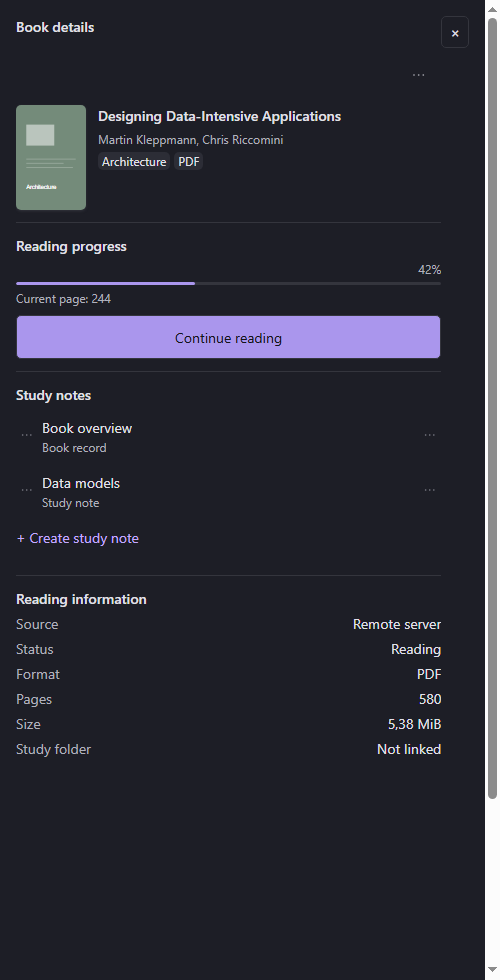 Book details
×
...
Designing Data-Intensive Applications
Martin Kleppmann, Chris Riccomini
Architecture PDF
Architecture
Reading progress
42%
Current page: 244
Continue reading
Study notes
... Book overview ...
Book record
... Data models ...
Study note
+ Create study note
Reading information
Source Remote server
Status Reading
Format PDF
Pages 580
Size 5,38 MiB
Study folder Not linked